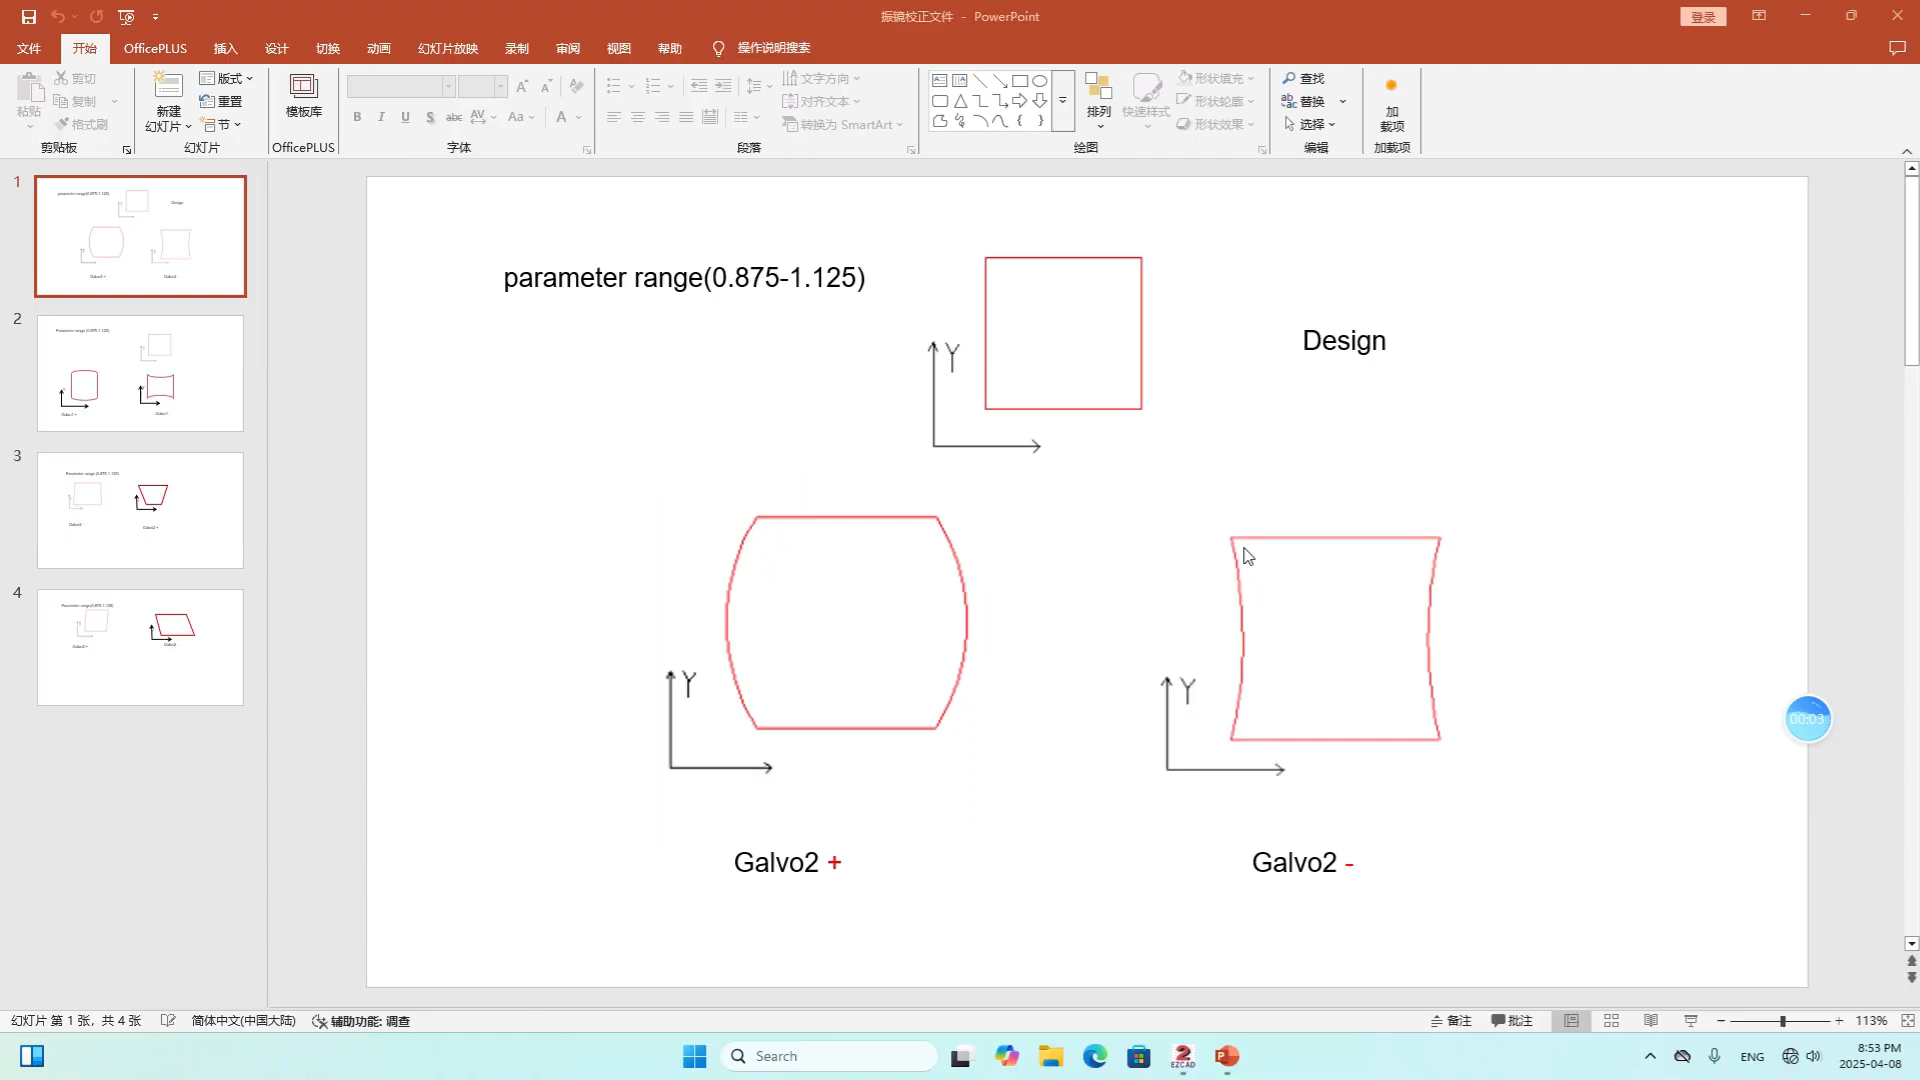 振镜校正文件 - PowerPoint
登录
文件 开始 OfficePLUS 插入 设计 切换 动画 幻灯片放映 录制 审阅 视图 帮助 操作说明搜索
粘贴 剪切 复制 格式刷
剪贴板
新建 幻灯片 版式 重置 节
幻灯片
模板库
OfficePLUS
B I U S abc AV Aa A
字体
文字方向 对齐文本 转换为 SmartArt
段落
排列 快速样式 形状填充 形状轮廓 形状效果
绘图
查找 替换 选择
编辑
加载项
加载项
1
2
3
4
parameter range(0.875-1.125)
Design
Y
Y
Y
Galvo2 +
Galvo2 -
00:03
幻灯片 第 1 张，共 4 张 简体中文(中国大陆) 辅助功能: 调查
备注 批注 113%
Search
EZCAD
ENG
8:53 PM
2025-04-08